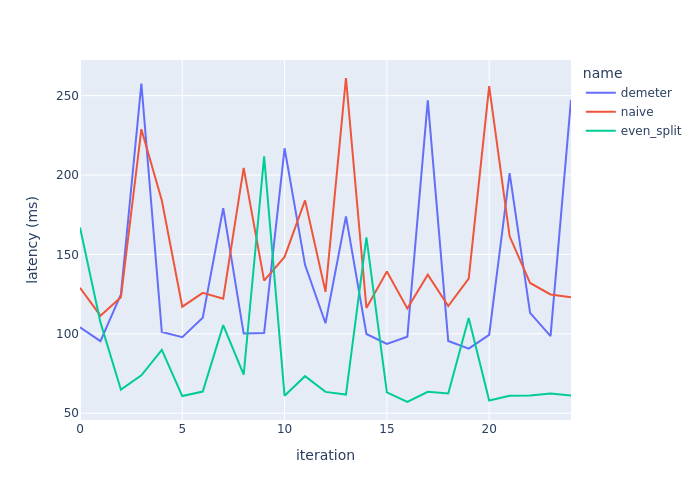 name
demeter
naive
even_split
latency (ms)
250
200
150
100
50
0 5 10 15 20
iteration